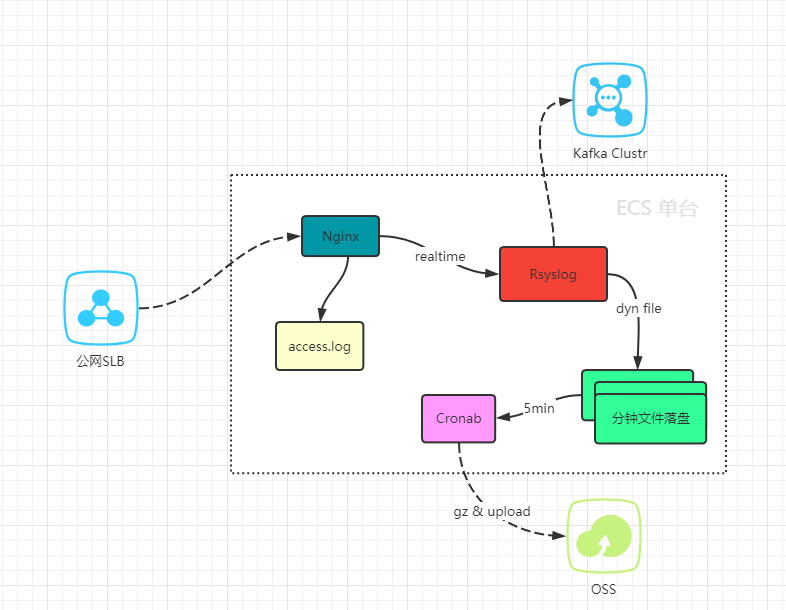 Kafka Clustr
ECS 单台
Nginx
realtime
Rsyslog
dyn file
access.log
公网SLB
5min
Cronab
分钟文件落盘
gz & upload
OSS